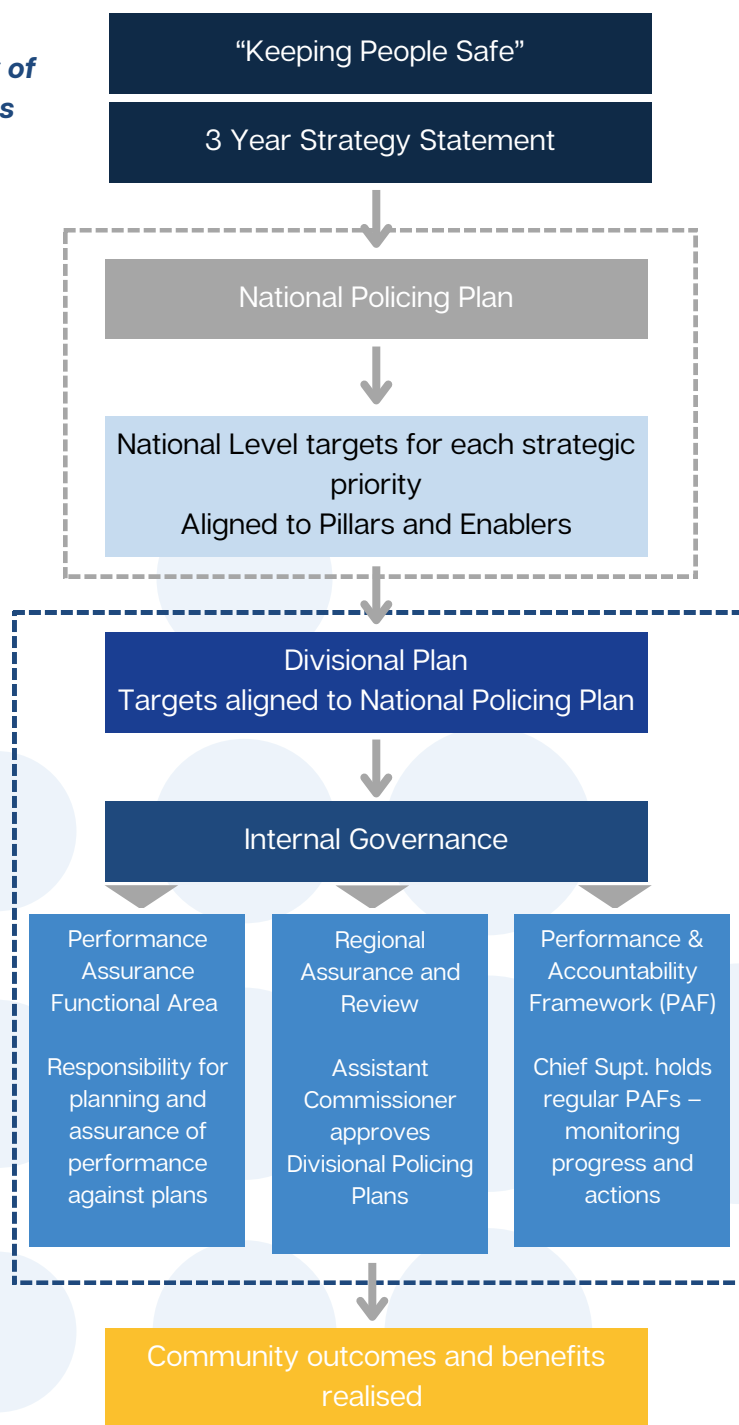 “Keeping People Safe”
of
3 Year Strategy Statement
National Policing Plan
National Level targets for each strategic
priority
Aligned to Pillars and Enablers
Divisional Plan
Targets aligned to National Policing Plan
Internal Governance
Performance
Assurance
Functional Area
Responsibility for
planning and
assurance of
performance
against plans
Regional
Assurance and
Review
Assistant
Commissioner
approves
Divisional Policing
Plans
Performance &
Accountability
Framework (PAF)
Chief Supt. holds
regular PAFs –
monitoring
progress and
actions
Community outcomes and benefits
realised